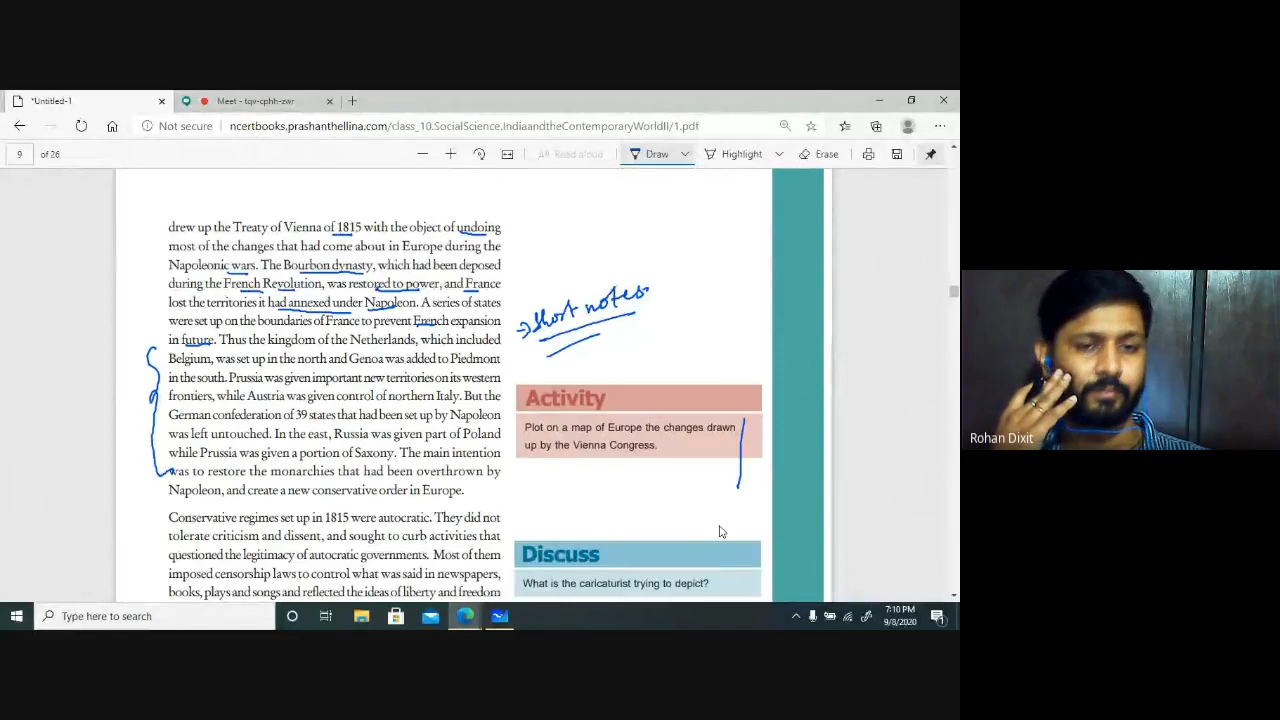 *Untitled-1
Meet - tqv-cphh-zwr
Not secure
ncertbooks.prashanthellina.com/class_10.SocialScience.IndiaandtheContemporaryWorldII/1.pdf
9 of 26
Read aloud
Draw
Highlight
Erase
drew up the Treaty of Vienna of 1815 with the object of undoing
most of the changes that had come about in Europe during the
Napoleonic wars. The Bourbon dynasty, which had been deposed
during the French Revolution, was restored to power, and France
lost the territories it had annexed under Napoleon. A series of states
were set up on the boundaries of France to prevent French expansion
in future. Thus the kingdom of the Netherlands, which included
Belgium, was set up in the north and Genoa was added to Piedmont
in the south. Prussia was given important new territories on its western
frontiers, while Austria was given control of northern Italy. But the
German confederation of 39 states that had been set up by Napoleon
was left untouched. In the east, Russia was given part of Poland
while Prussia was given a portion of Saxony. The main intention
was to restore the monarchies that had been overthrown by
Napoleon, and create a new conservative order in Europe.
Conservative regimes set up in 1815 were autocratic. They did not
tolerate criticism and dissent, and sought to curb activities that
questioned the legitimacy of autocratic governments. Most of them
imposed censorship laws to control what was said in newspapers,
books, plays and songs and reflected the ideas of liberty and freedom
→ short notes
Activity
Plot on a map of Europe the changes drawn
up by the Vienna Congress.
Discuss
What is the caricaturist trying to depict?
Rohan Dixit
Type here to search
7:10 PM
9/8/2020
1